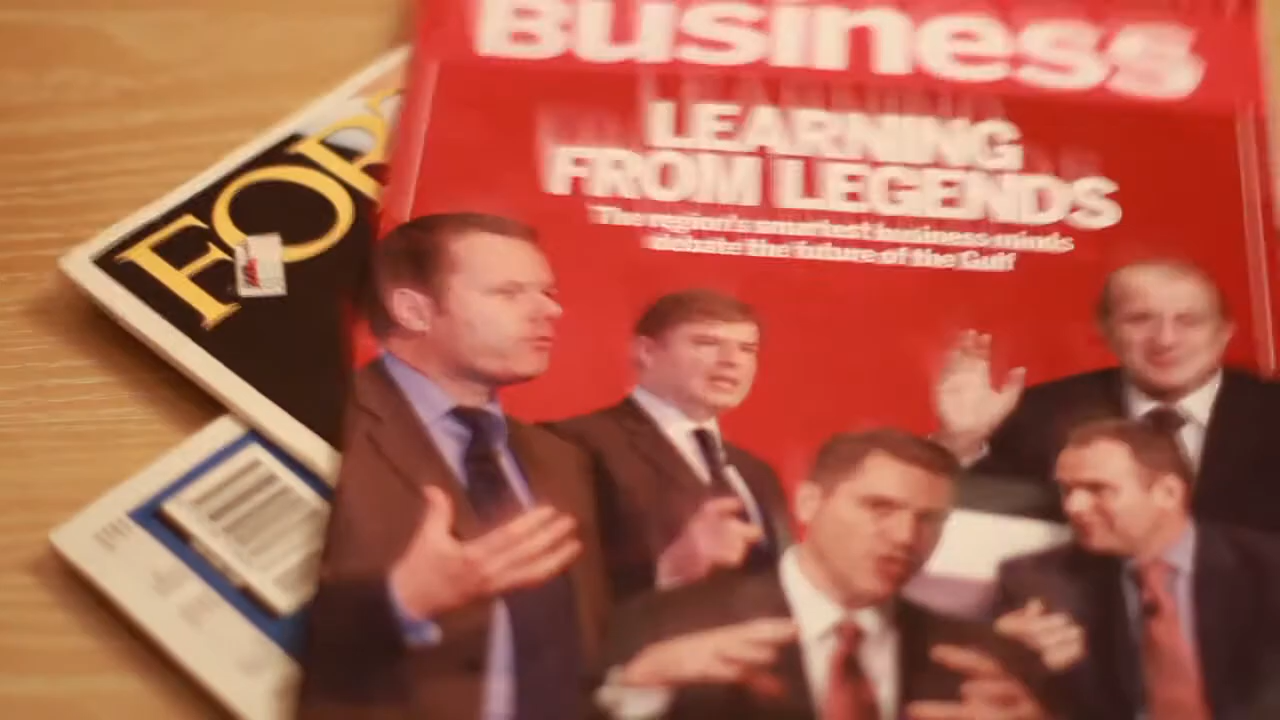 Business
LEARNING
FROM LEGENDS
The region's smartest business minds
debate the future of the Gulf
FOR